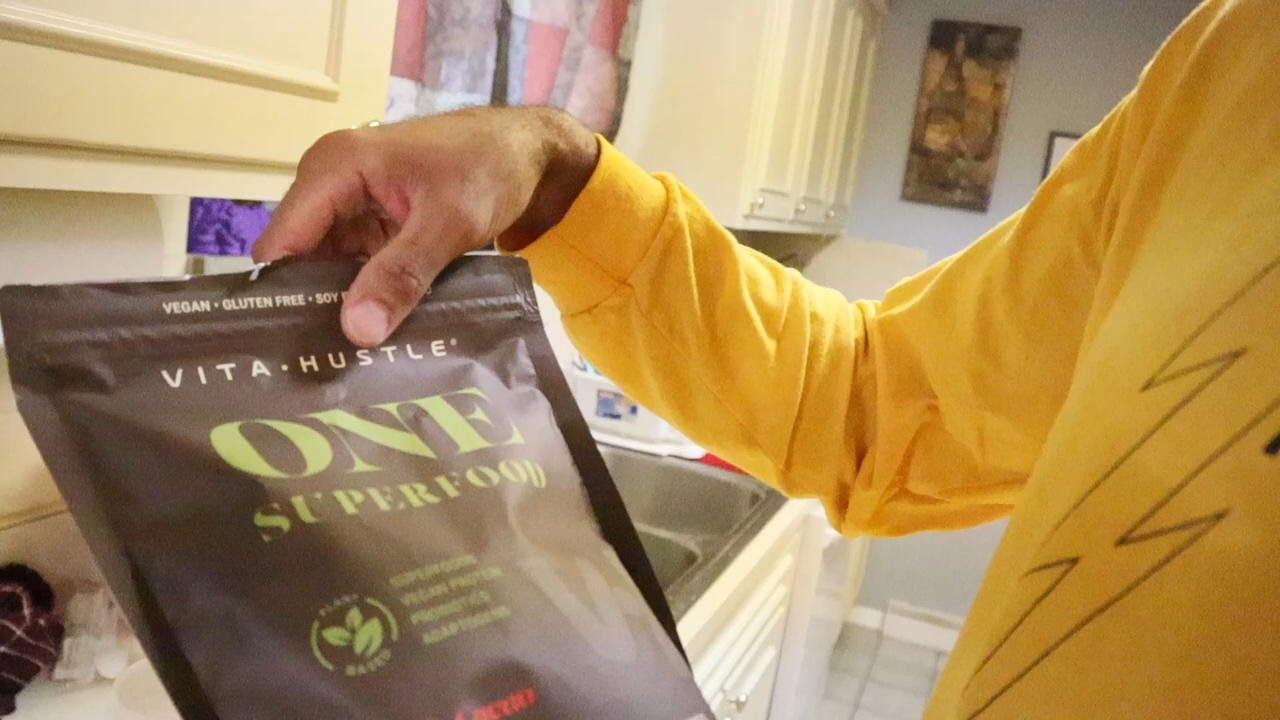 VEGAN • GLUTEN FREE • SOY
VITA·HUSTLE®
ONE
SUPERFOOD
SUPERFOODS
VEGAN PROTEIN
PROBIOTICS
ADAPTOGENS
PLANT
BASED